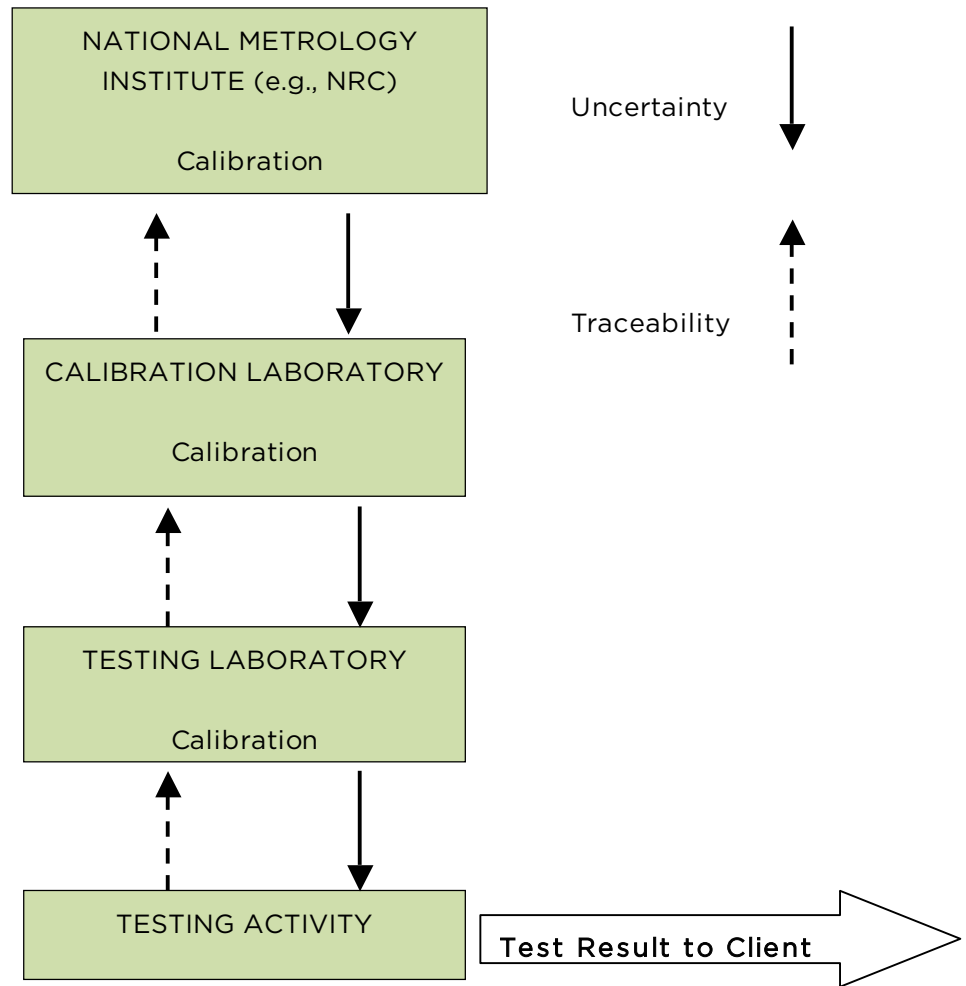 NATIONAL METROLOGY
INSTITUTE (e.g., NRC)
Calibration
Uncertainty
Traceability
CALIBRATION LABORATORY
Calibration
TESTING LABORATORY
Calibration
TESTING ACTIVITY
Test Result to Client